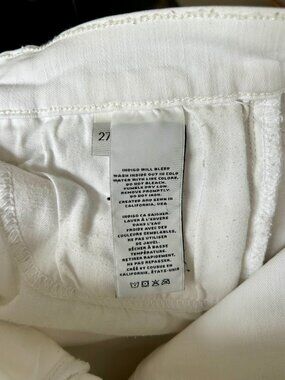 27
INDIGO WILL BLEED
WASH INSIDE OUT IN COLD
WATER WITH LIKE COLORS.
DO NOT BLEACH.
TUMBLE DRY LOW.
REMOVE PROMPTLY.
DO NOT IRON.
CREATED AND SEWN IN
CALIFORNIA, USA
INDIGO CA SAIGNER.
LAVER À L'ENVERS
DANS L'EAU
FROIDE AVEC DES
COULEURS SEMBLABLES.
NE PAS UTILISER
DE JAVEL.
SÉCHER À BASSE
TEMPÉRATURE.
RETIRER RAPIDEMENT.
NE PAS REPASSER.
CRÉÉ ET COUSU EN
CALIFORNIE, ÉTATS-UNIS